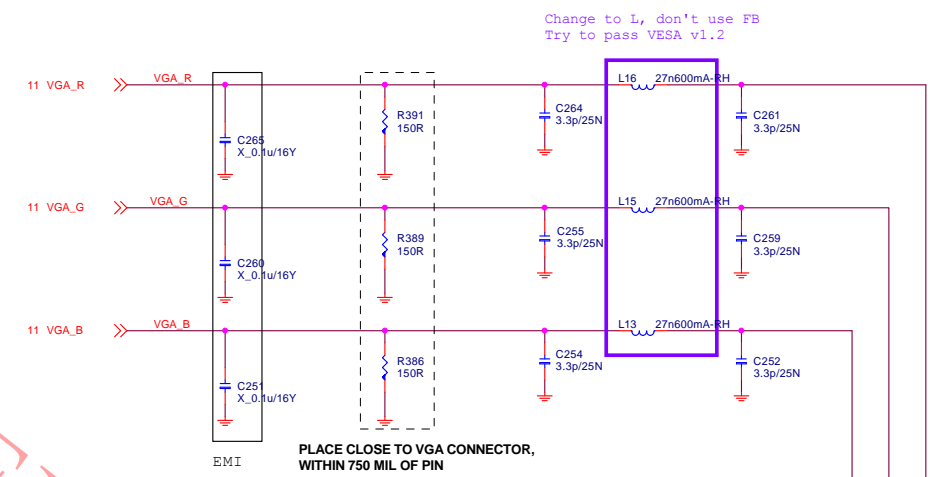 Change to L, don't use FB
Try to pass VESA v1.2
11 VGA_R
VGA_R
L16 27n600mA-RH
C265
X_0.1u/16Y
R391
150R
C264
3.3p/25N
C261
3.3p/25N
11 VGA_G
VGA_G
L15 27n600mA-RH
C260
X_0.1u/16Y
R389
150R
C255
3.3p/25N
C259
3.3p/25N
11 VGA_B
VGA_B
L13 27n600mA-RH
C251
X_0.1u/16Y
R386
150R
C254
3.3p/25N
C252
3.3p/25N
EMI
PLACE CLOSE TO VGA CONNECTOR,
WITHIN 750 MIL OF PIN